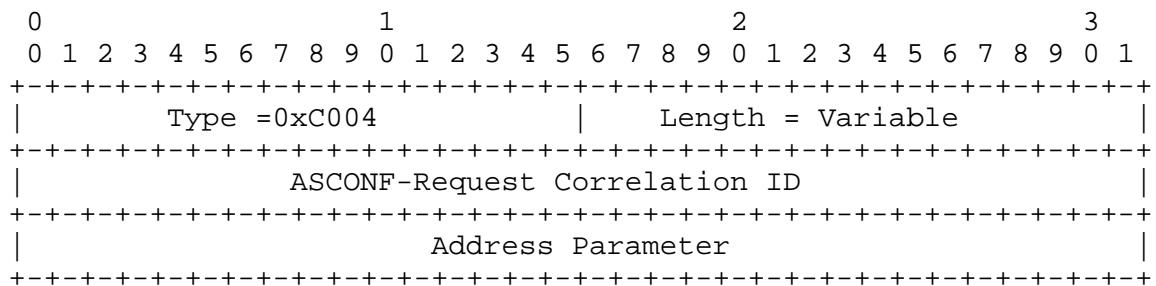 0                   1                   2                   3
 0 1 2 3 4 5 6 7 8 9 0 1 2 3 4 5 6 7 8 9 0 1 2 3 4 5 6 7 8 9 0 1
+-+-+-+-+-+-+-+-+-+-+-+-+-+-+-+-+-+-+-+-+-+-+-+-+-+-+-+-+-+-+-+-+
|        Type =0xC004           |    Length = Variable          |
+-+-+-+-+-+-+-+-+-+-+-+-+-+-+-+-+-+-+-+-+-+-+-+-+-+-+-+-+-+-+-+-+
|               ASCONF-Request Correlation ID                   |
+-+-+-+-+-+-+-+-+-+-+-+-+-+-+-+-+-+-+-+-+-+-+-+-+-+-+-+-+-+-+-+-+
|                       Address Parameter                       |
+-+-+-+-+-+-+-+-+-+-+-+-+-+-+-+-+-+-+-+-+-+-+-+-+-+-+-+-+-+-+-+-+